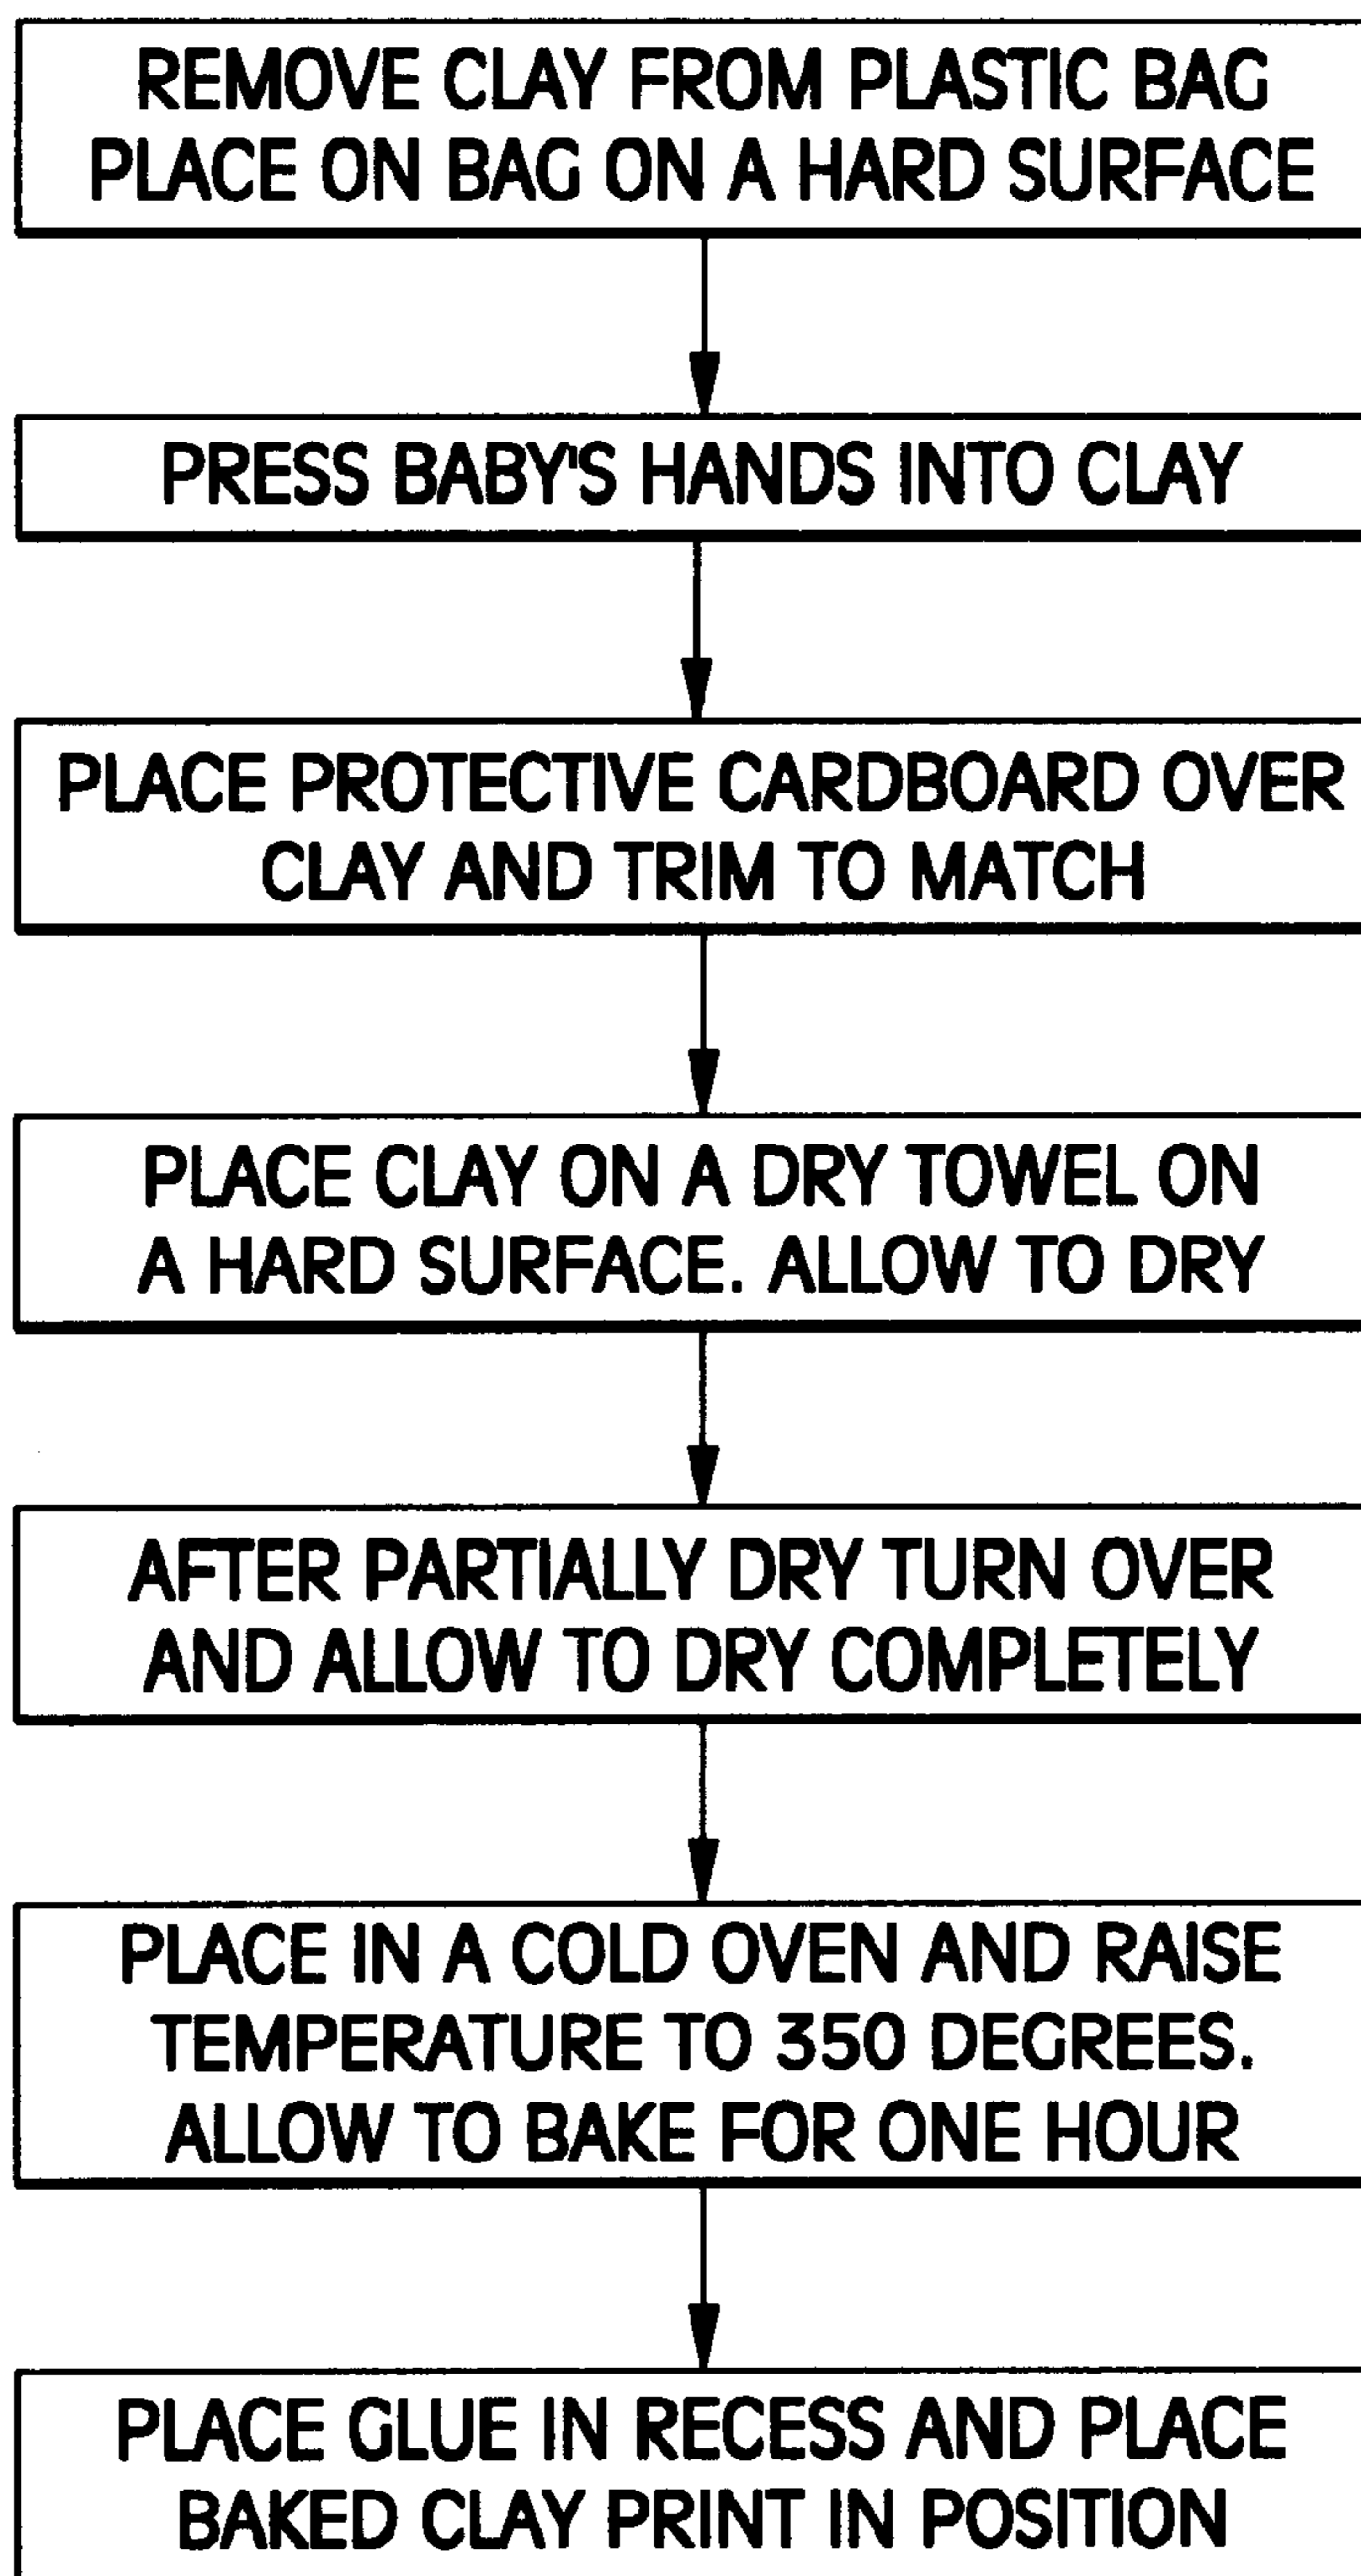 REMOVE CLAY FROM PLASTIC BAG
PLACE ON BAG ON A HARD SURFACE
PRESS BABY'S HANDS INTO CLAY
PLACE PROTECTIVE CARDBOARD OVER
CLAY AND TRIM TO MATCH
PLACE CLAY ON A DRY TOWEL ON
A HARD SURFACE. ALLOW TO DRY
AFTER PARTIALLY DRY TURN OVER
AND ALLOW TO DRY COMPLETELY
PLACE IN A COLD OVEN AND RAISE
TEMPERATURE TO 350 DEGREES.
ALLOW TO BAKE FOR ONE HOUR
PLACE GLUE IN RECESS AND PLACE
BAKED CLAY PRINT IN POSITION